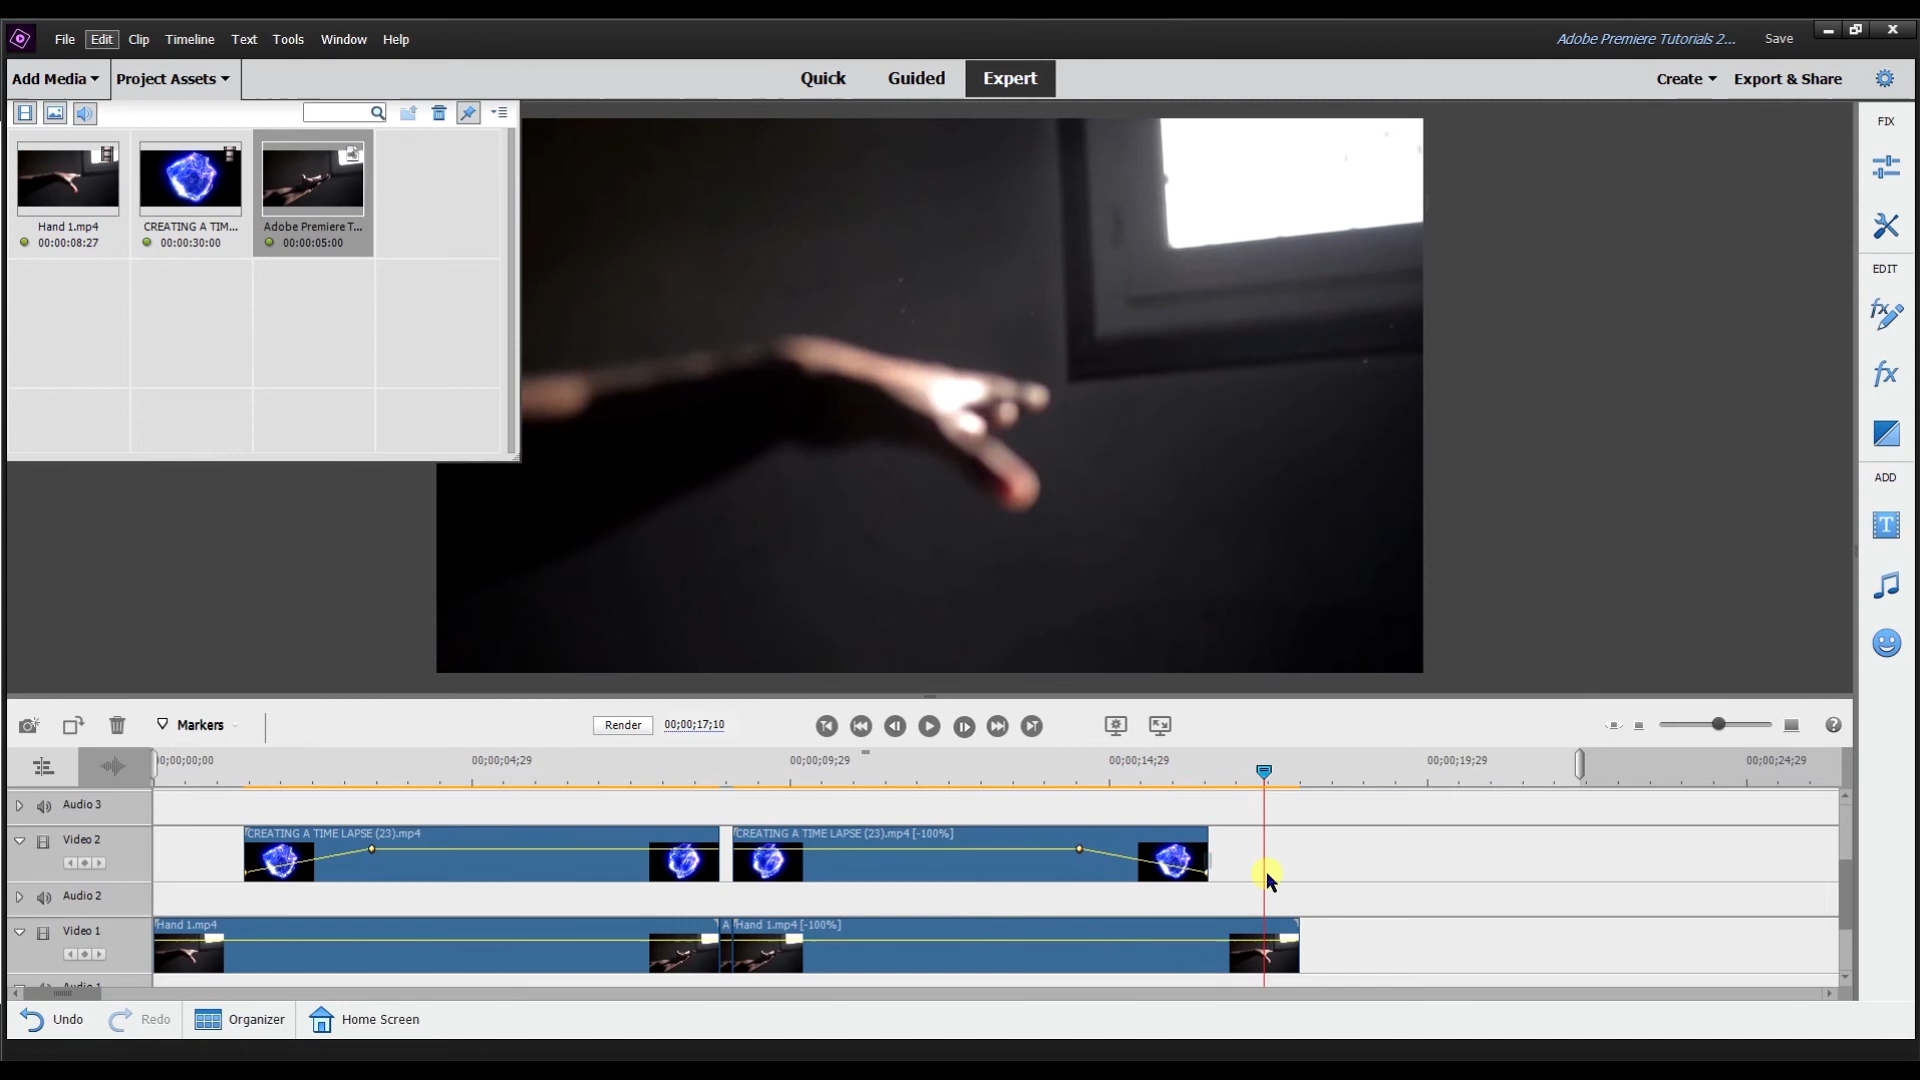 File Edit Clip Timeline Text Tools Window Help
Adobe Premiere Tutorials 2... Save
Add Media Project Assets Quick Guided Expert Create Export & Share
FIX
EDIT
ADD
Hand 1.mp4 CREATING A TIM... Adobe Premiere T...
00:00:08:27 00:00:30:00 00:00:05:00
Markers Render 00;00;17;10
00;00;00 00;00;04;29 00;00;09;29 00;00;14;29 00;00;19;29 00;00;24;29
Audio 3
Video 2
CREATING A TIME LAPSE (23).mp4 CREATING A TIME LAPSE (23).mp4 [-100%]
Audio 2
Video 1
Hand 1.mp4 A Hand 1.mp4 [-100%]
Audio 1
Undo Redo Organizer Home Screen